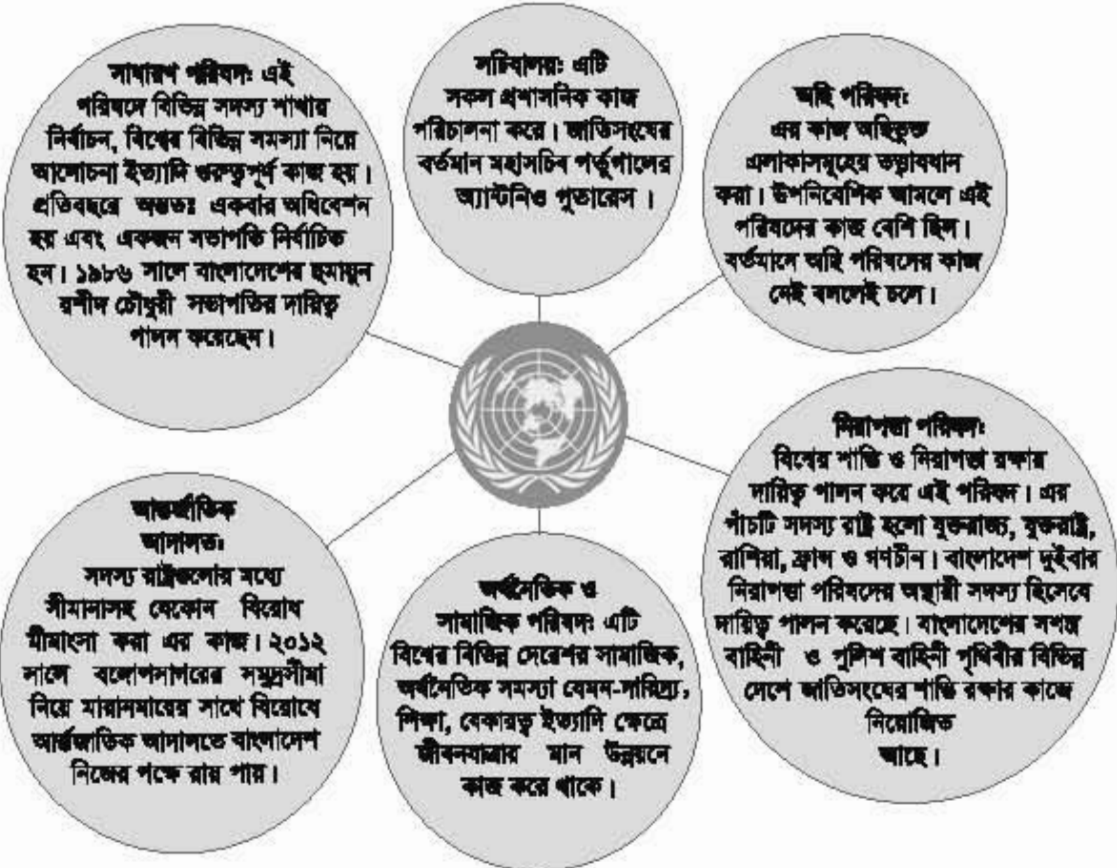 সাধারণ পরিষদঃ এই
পরিষদে বিভিন্ন সদস্য শাখায়
নির্বাচন, বিশ্বের বিভিন্ন সমস্যা নিয়ে
আলোচনা ইত্যাদি গুরুত্বপূর্ণ কাজ হয়।
প্রতিবছরে অন্ততঃ একবার অধিবেশন
হয় এবং একজন সভাপতি নির্বাচিত
হন। ১৯৮৬ সালে বাংলাদেশের হুমায়ুন
রশীদ চৌধুরী সভাপতির দায়িত্ব
পালন করেছেন।
সচিবালয়ঃ এটি
সকল প্রশাসনিক কাজ
পরিচালনা করে। জাতিসংঘের
বর্তমান মহাসচিব পর্তুগালের
অ্যান্টনিও গুতারেস।
অছি পরিষদঃ
এর কাজ অছিভুক্ত
এলাকাসমূহের তত্ত্বাবধান
করা। উপনিবেশিক আমলে এই
পরিষদের কাজ বেশি ছিল।
বর্তমানে অছি পরিষদের কাজ
নেই বললেই চলে।
আন্তর্জাতিক
আদালতঃ
সদস্য রাষ্ট্রগুলোর মধ্যে
সীমানাসহ যেকোন বিরোধ
মীমাংসা করা এর কাজ। ২০১২
সালে বঙ্গোপসাগরের সমুদ্রসীমা
নিয়ে মায়ানমারের সাথে বিরোধে
আর্ন্তজাতিক আদালতে বাংলাদেশ
নিজের পক্ষে রায় পায়।
অর্থনৈতিক ও
সামাজিক পরিষদঃ এটি
বিশ্বের বিভিন্ন দেরেশর সামাজিক,
অর্থনৈতিক সমস্যা যেমন-দারিদ্র্য,
শিক্ষা, বেকারত্ব ইত্যাদি ক্ষেত্রে
জীবনযাত্রার মান উন্নয়নে
কাজ করে থাকে।
নিরাপত্তা পরিষদঃ
বিশ্বের শান্তি ও নিরাপত্তা রক্ষার
দায়িত্ব পালন করে এই পরিষদ। এর
পাঁচটি সদস্য রাষ্ট্র হলো যুক্তরাজ্য, যুক্তরাষ্ট্র,
রাশিয়া, ফ্রান্স ও গণচীন। বাংলাদেশ দুইবার
নিরাপত্তা পরিষদের অস্থায়ী সদস্য হিসেবে
দায়িত্ব পালন করেছে। বাংলাদেশের সশস্ত্র
বাহিনী ও পুলিশ বাহিনী পৃথিবীর বিভিন্ন
দেশে জাতিসংঘের শান্তি রক্ষার কাজে
নিয়োজিত
আছে।